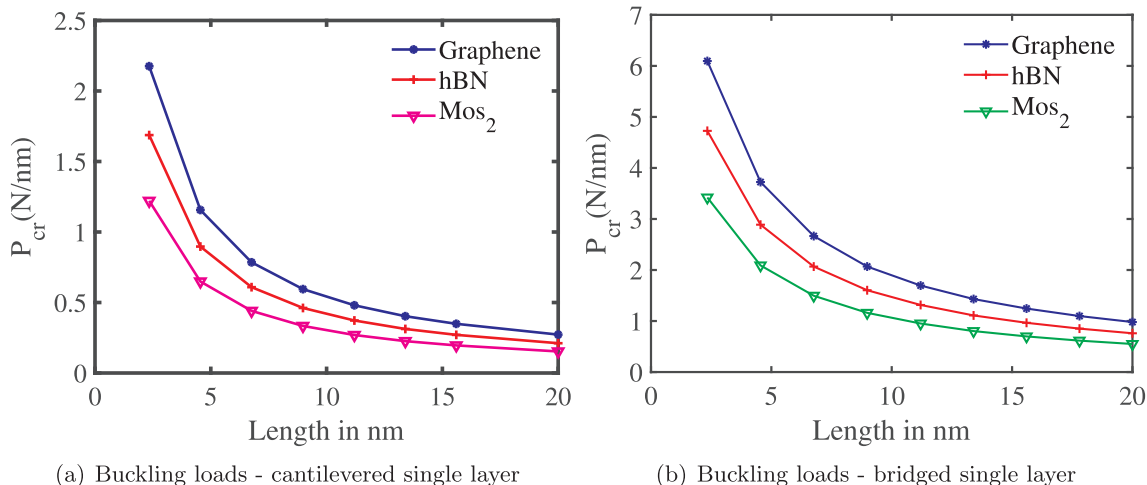 2.5
2
1.5
1
0.5
0
P_cr(N/nm)
Graphene
hBN
Mos_2
0 5 10 15 20
Length in nm
(a) Buckling loads - cantilevered single layer
7
6
5
4
3
2
1
0
P_cr(N/nm)
Graphene
hBN
Mos_2
0 5 10 15 20
Length in nm
(b) Buckling loads - bridged single layer